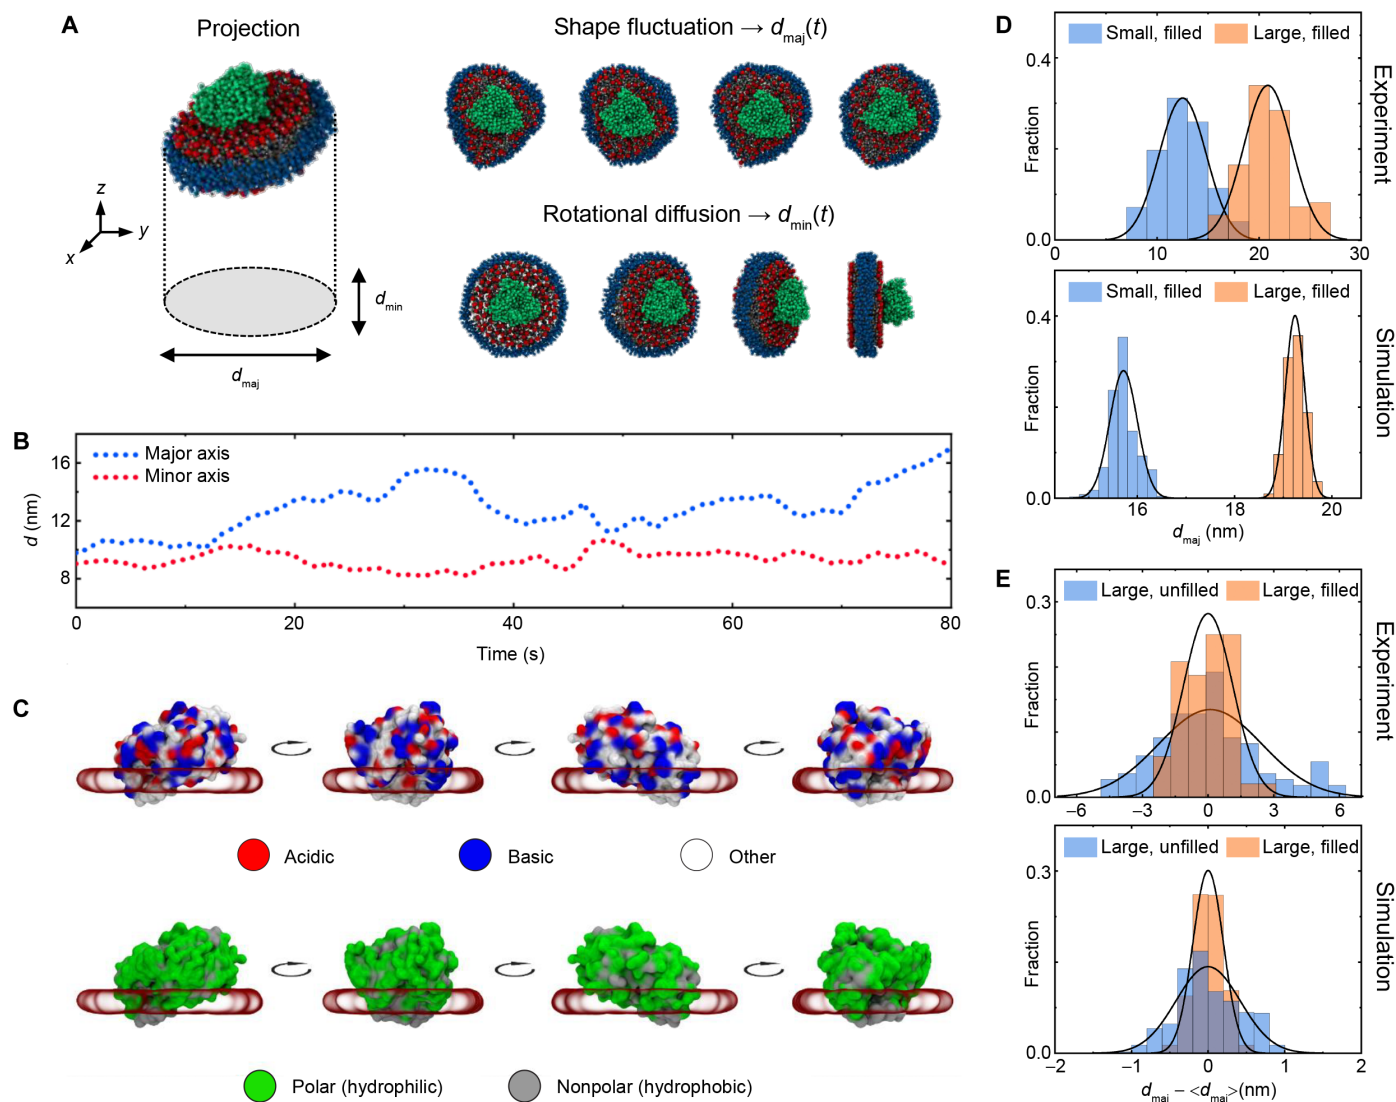 A
Projection
Shape fluctuation → dmaj(t)
z
y
x
dmin
dmaj
Rotational diffusion → dmin(t)
B
Major axis
Minor axis
d (nm)
16
12
8
0
20
40
60
80
Time (s)
C
Acidic
Basic
Other
Polar (hydrophilic)
Nonpolar (hydrophobic)
D
Small, filled
Large, filled
Fraction
0.4
0.0
0
10
20
30
Experiment
Small, filled
Large, filled
Fraction
0.4
0.0
16
18
20
dmaj (nm)
Simulation
E
Large, unfilled
Large, filled
Fraction
0.3
0.0
−6
−3
0
3
6
Experiment
Large, unfilled
Large, filled
Fraction
0.3
0.0
−2
−1
0
1
2
dmaj − <dmaj>(nm)
Simulation